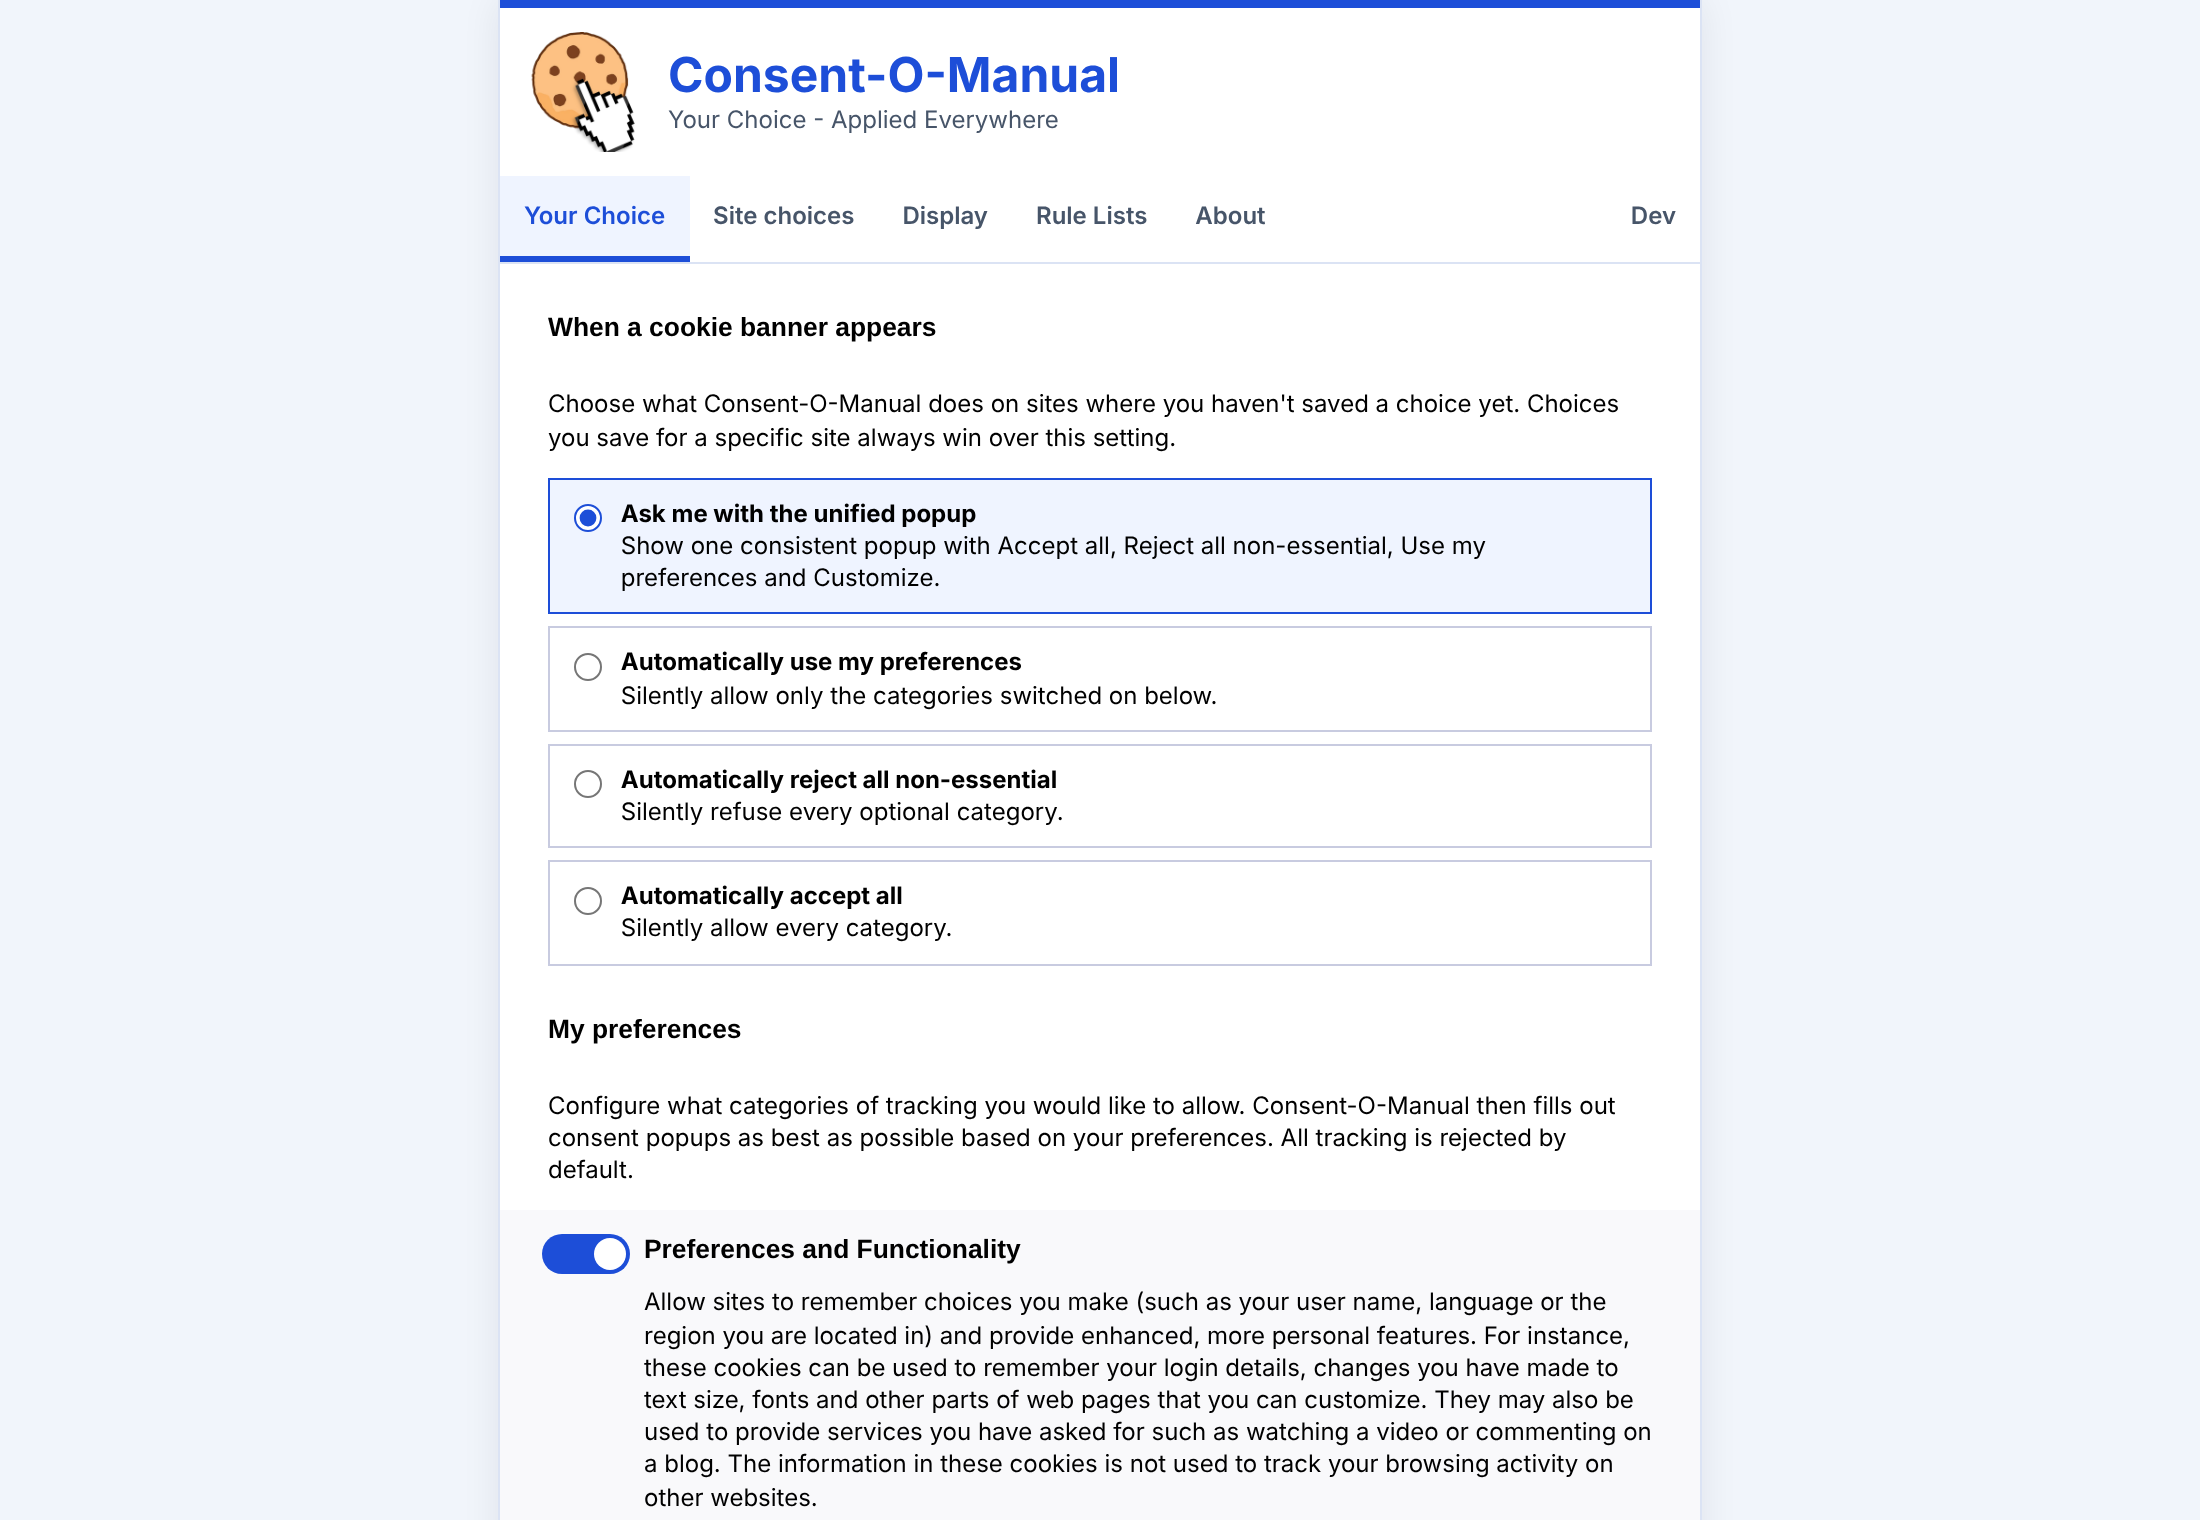 Consent-O-Manual
Your Choice - Applied Everywhere
Your Choice
Site choices
Display
Rule Lists
About
Dev
When a cookie banner appears
Choose what Consent-O-Manual does on sites where you haven't saved a choice yet. Choices
you save for a specific site always win over this setting.
Ask me with the unified popup
Show one consistent popup with Accept all, Reject all non-essential, Use my
preferences and Customize.
Automatically use my preferences
Silently allow only the categories switched on below.
Automatically reject all non-essential
Silently refuse every optional category.
Automatically accept all
Silently allow every category.
My preferences
Configure what categories of tracking you would like to allow. Consent-O-Manual then fills out
consent popups as best as possible based on your preferences. All tracking is rejected by
default.
Preferences and Functionality
Allow sites to remember choices you make (such as your user name, language or the
region you are located in) and provide enhanced, more personal features. For instance,
these cookies can be used to remember your login details, changes you have made to
text size, fonts and other parts of web pages that you can customize. They may also be
used to provide services you have asked for such as watching a video or commenting on
a blog. The information in these cookies is not used to track your browsing activity on
other websites.